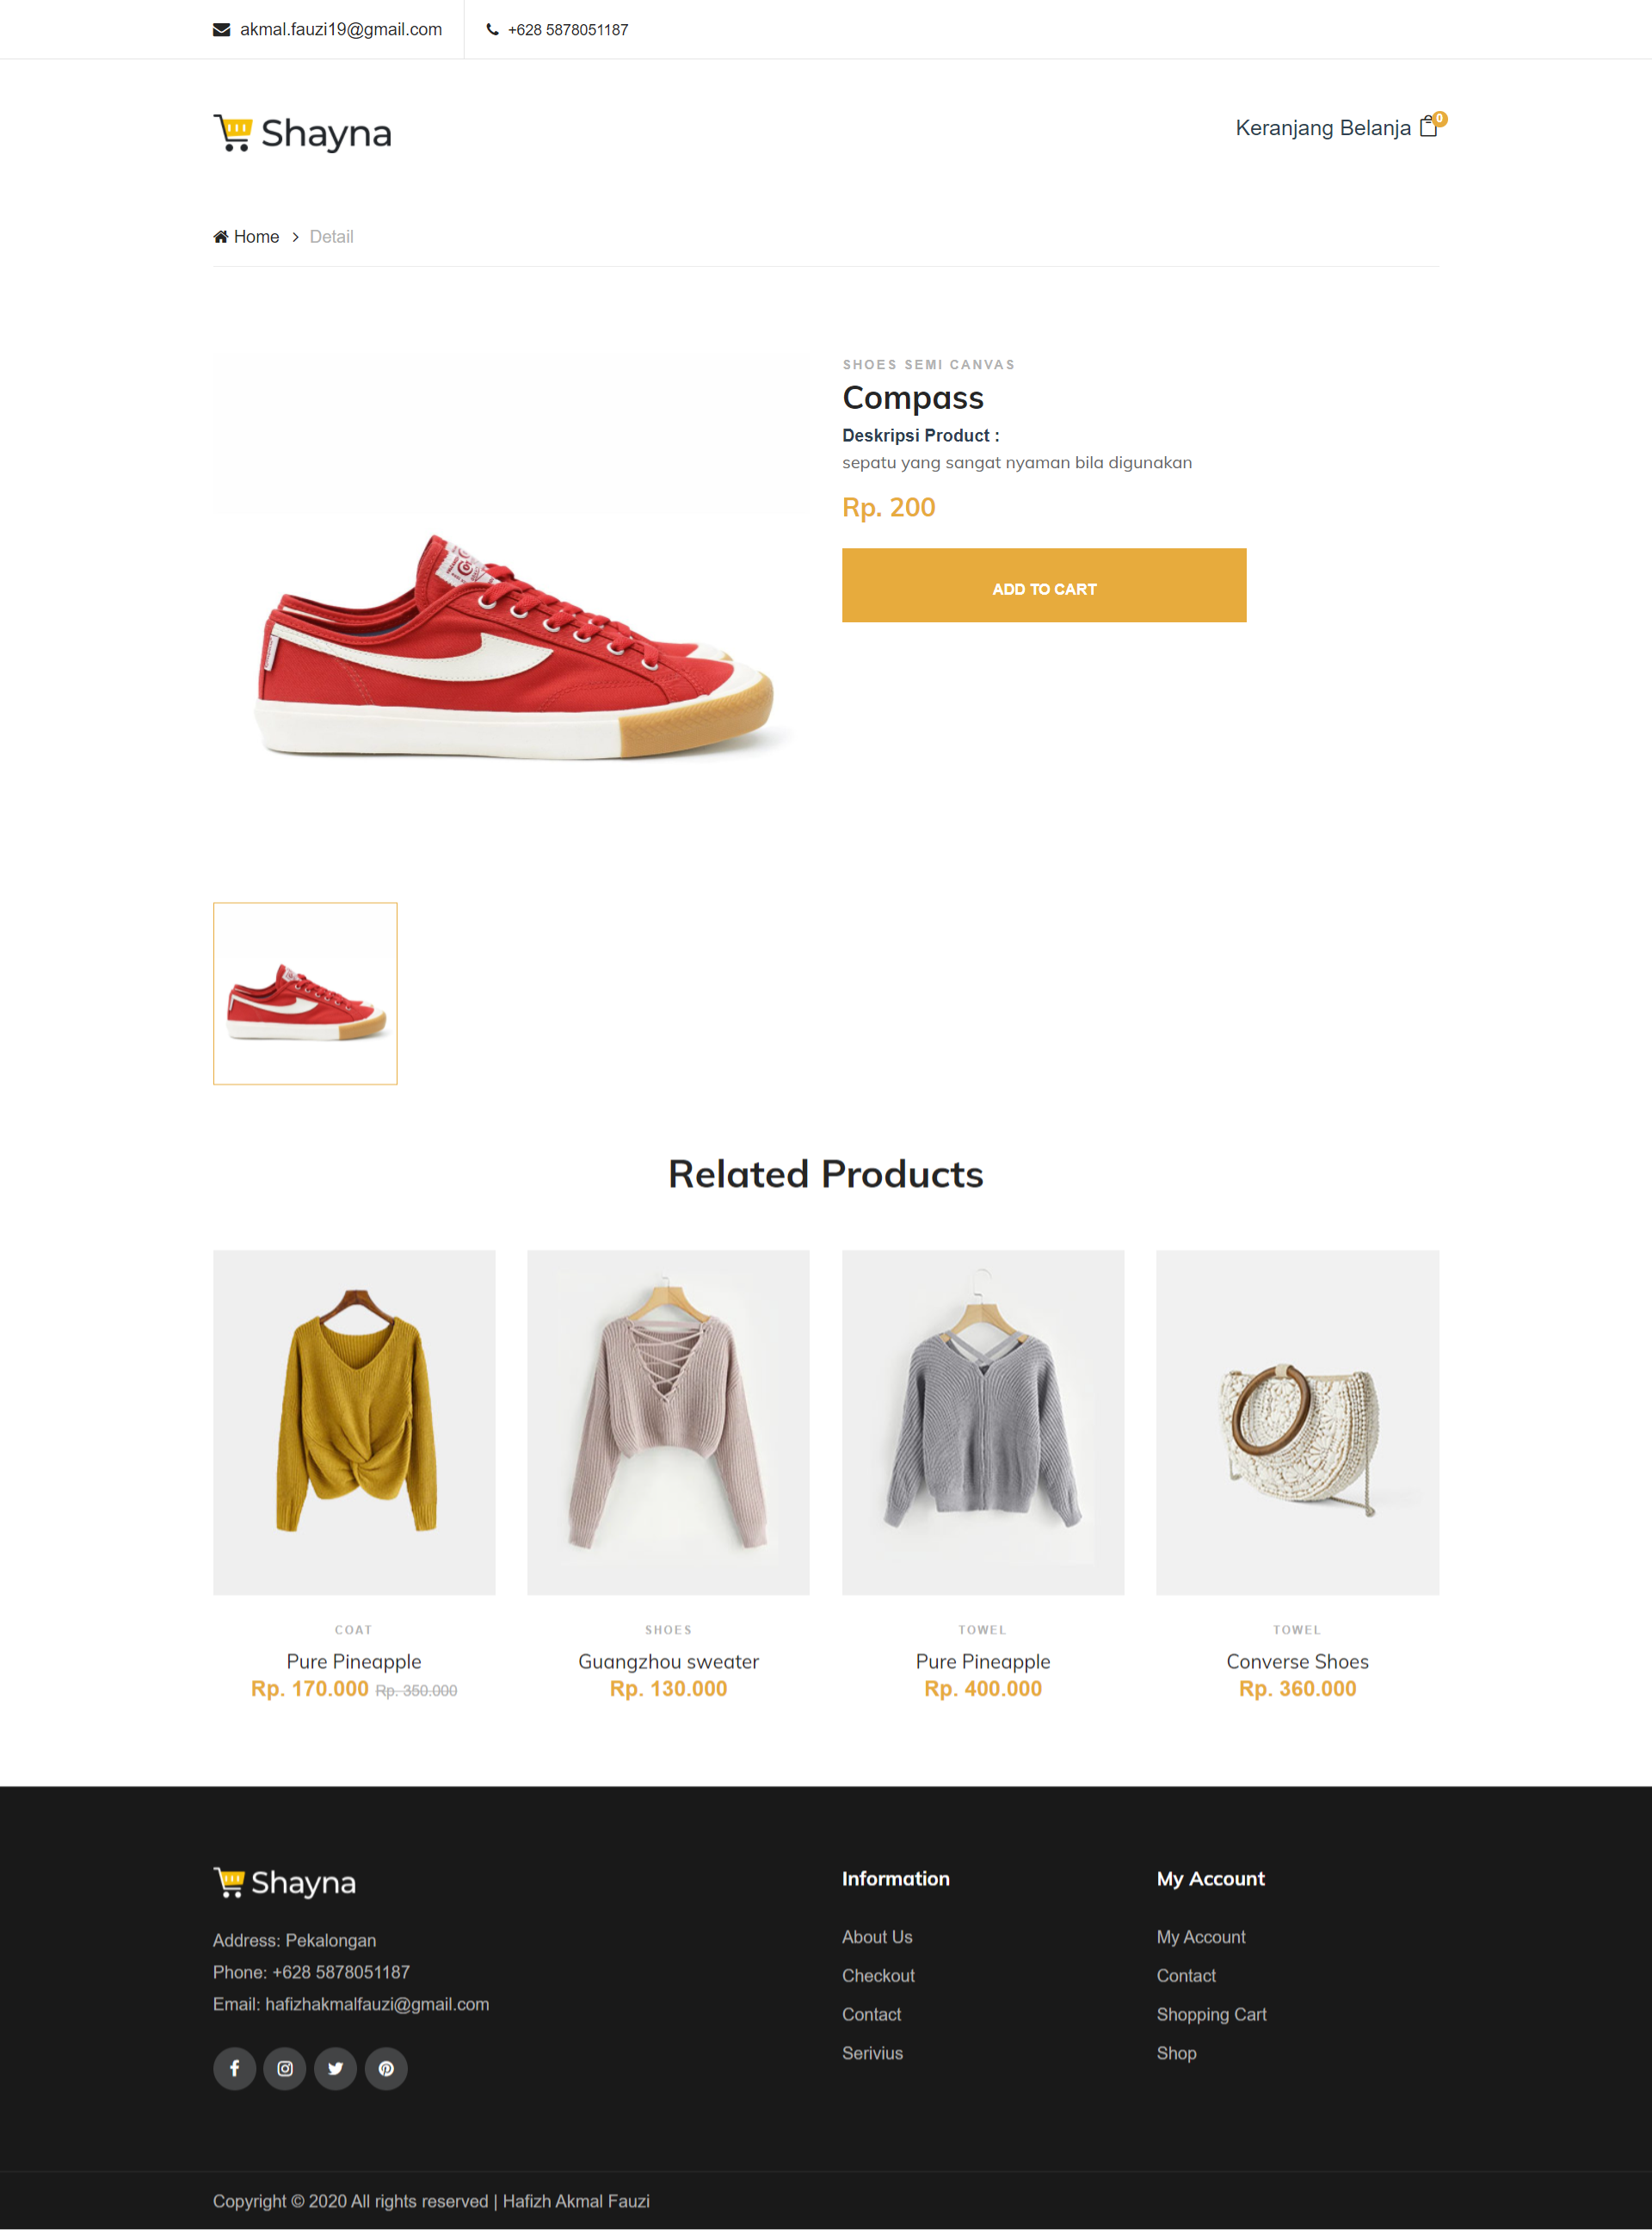 akmal.fauzi19@gmail.com
+628 5878051187
Shayna
Keranjang Belanja
0
Home
Detail
SHOES SEMI CANVAS
Compass
Deskripsi Product :
sepatu yang sangat nyaman bila digunakan
Rp. 200
ADD TO CART
Related Products
COAT
Pure Pineapple
Rp. 170.000 Rp. 350.000
SHOES
Guangzhou sweater
Rp. 130.000
TOWEL
Pure Pineapple
Rp. 400.000
TOWEL
Converse Shoes
Rp. 360.000
Shayna
Address: Pekalongan
Phone: +628 5878051187
Email: hafizhakmalfauzi@gmail.com
Information
About Us
Checkout
Contact
Serivius
My Account
My Account
Contact
Shopping Cart
Shop
Copyright © 2020 All rights reserved | Hafizh Akmal Fauzi